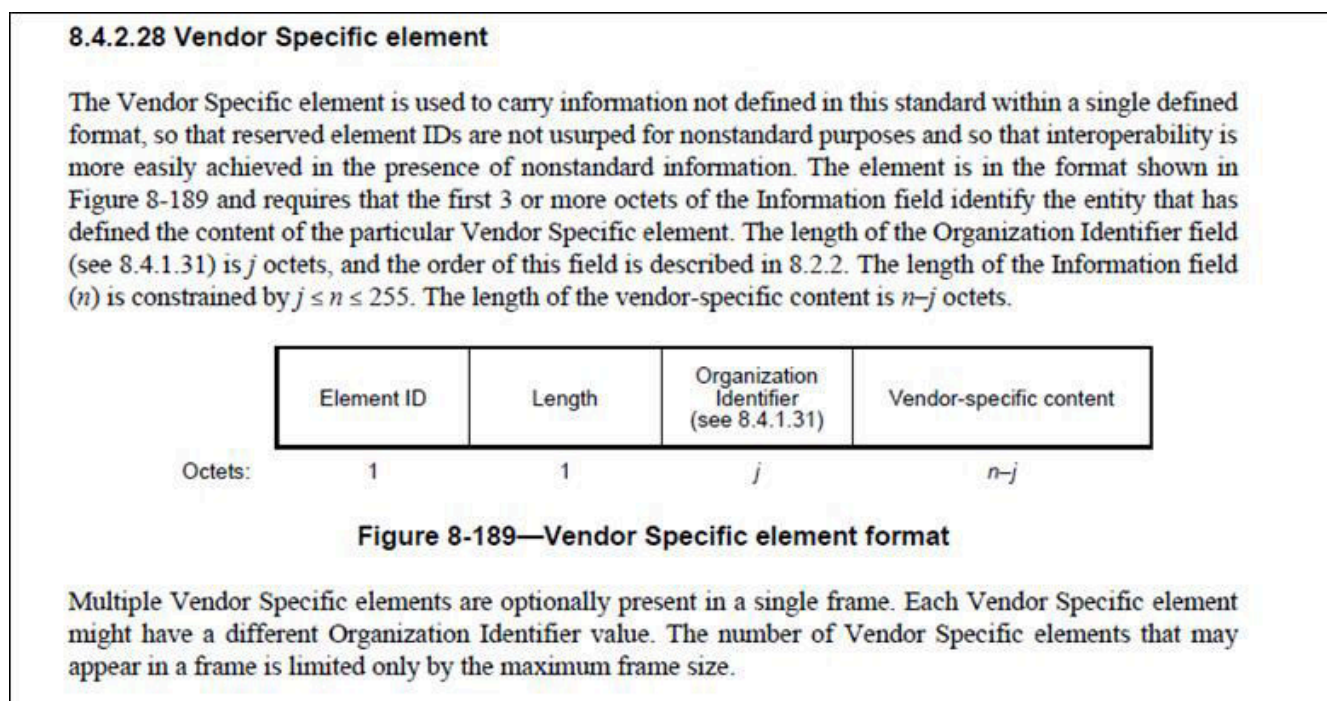 8.4.2.28 Vendor Specific element
The Vendor Specific element is used to carry information not defined in this standard within a single defined
format, so that reserved element IDs are not usurped for nonstandard purposes and so that interoperability is
more easily achieved in the presence of nonstandard information. The element is in the format shown in
Figure 8-189 and requires that the first 3 or more octets of the Information field identify the entity that has
defined the content of the particular Vendor Specific element. The length of the Organization Identifier field
(see 8.4.1.31) is j octets, and the order of this field is described in 8.2.2. The length of the Information field
(n) is constrained by j ≤ n ≤ 255. The length of the vendor-specific content is n–j octets.
Element ID
Length
Organization
Identifier
(see 8.4.1.31)
Vendor-specific content
Octets: 1 1 j n–j
Figure 8-189—Vendor Specific element format
Multiple Vendor Specific elements are optionally present in a single frame. Each Vendor Specific element
might have a different Organization Identifier value. The number of Vendor Specific elements that may
appear in a frame is limited only by the maximum frame size.